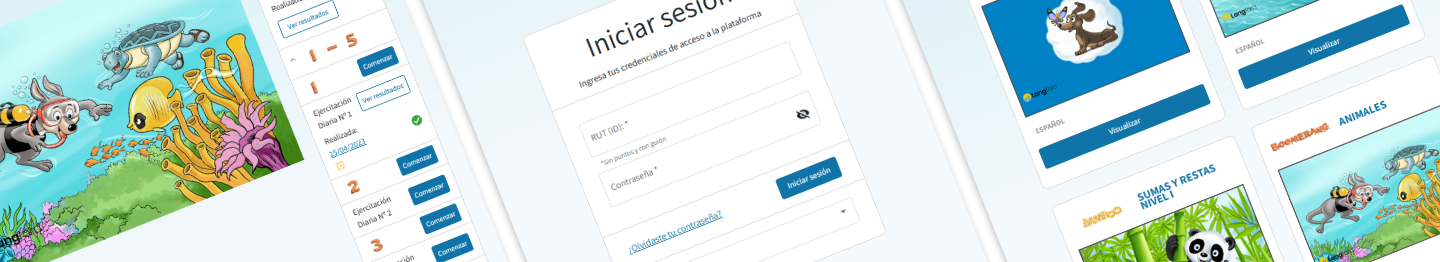 Ver resultados
1 - 5
1
Comenzar
Ejercitación
Diaria N° 1
Ver resultados
Realizada:
15/04/2023
2
Comenzar
Ejercitación
Diaria N° 2
Comenzar
3
Comenzar
Comenzar
Iniciar sesión
Ingresa tus credenciales de acceso a la plataforma
RUT (ID): *
*Sin puntos y con guión
Contraseña *
Iniciar sesión
¿Olvidaste tu contraseña?
ESPAÑOL
Visualizar
ESPAÑOL
Visualizar
BAMBOO
SUMAS Y RESTAS
NIVEL I
BOOMERANG
ANIMALES